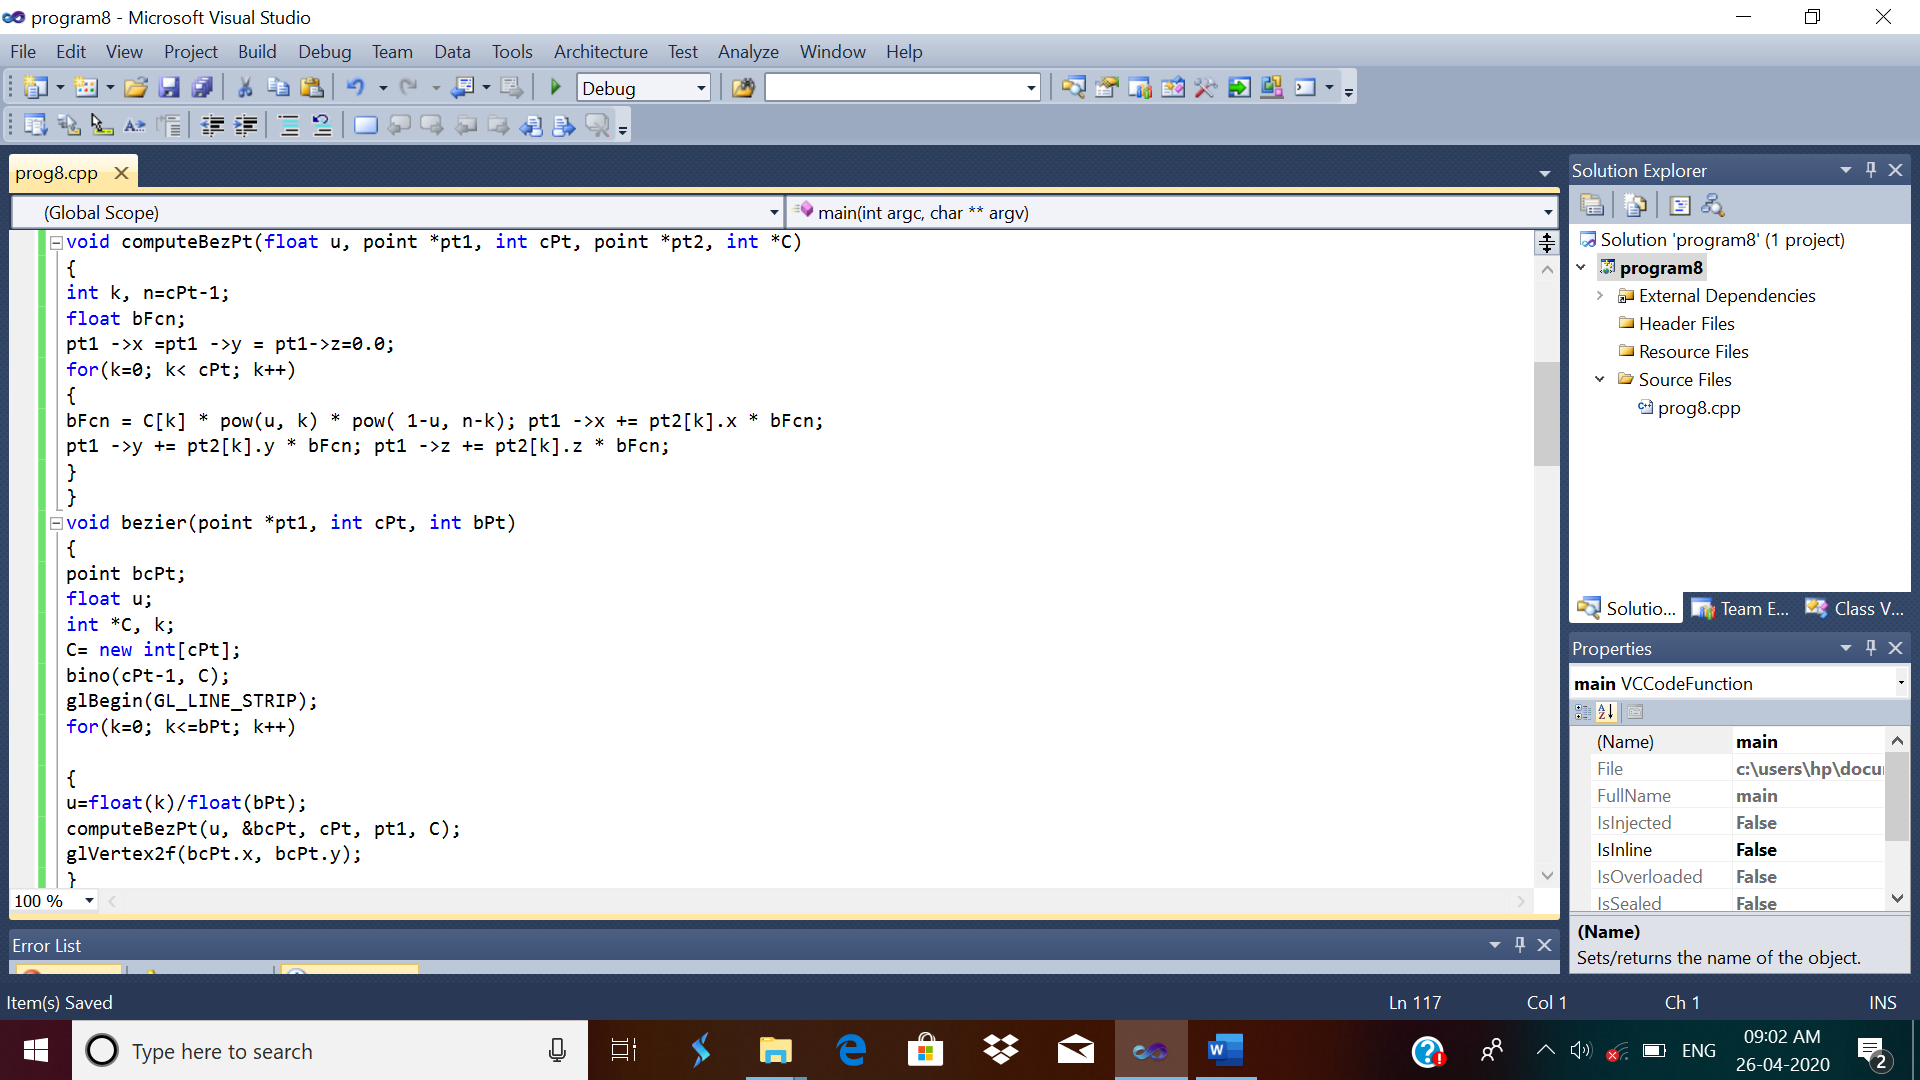 program8 - Microsoft Visual Studio
File Edit View Project Build Debug Team Data Tools Architecture Test Analyze Window Help
Debug
prog8.cpp
(Global Scope)
main(int argc, char ** argv)
void computeBezPt(float u, point *pt1, int cPt, point *pt2, int *C)
{
int k, n=cPt-1;
float bFcn;
pt1 ->x =pt1 ->y = pt1->z=0.0;
for(k=0; k< cPt; k++)
{
bFcn = C[k] * pow(u, k) * pow( 1-u, n-k); pt1 ->x += pt2[k].x * bFcn;
pt1 ->y += pt2[k].y * bFcn; pt1 ->z += pt2[k].z * bFcn;
}
}
void bezier(point *pt1, int cPt, int bPt)
{
point bcPt;
float u;
int *C, k;
C= new int[cPt];
bino(cPt-1, C);
glBegin(GL_LINE_STRIP);
for(k=0; k<=bPt; k++)
{
u=float(k)/float(bPt);
computeBezPt(u, &bcPt, cPt, pt1, C);
glVertex2f(bcPt.x, bcPt.y);
}
100 %
Error List
Solution Explorer
Solution 'program8' (1 project)
program8
External Dependencies
Header Files
Resource Files
Source Files
prog8.cpp
Solutio... Team E... Class V...
Properties
main VCCodeFunction
(Name) main
File c:\users\hp\docu
FullName main
IsInjected False
IsInline False
IsOverloaded False
IsSealed False
(Name)
Sets/returns the name of the object.
Item(s) Saved Ln 117 Col 1 Ch 1 INS
Type here to search
ENG
09:02 AM
26-04-2020
2